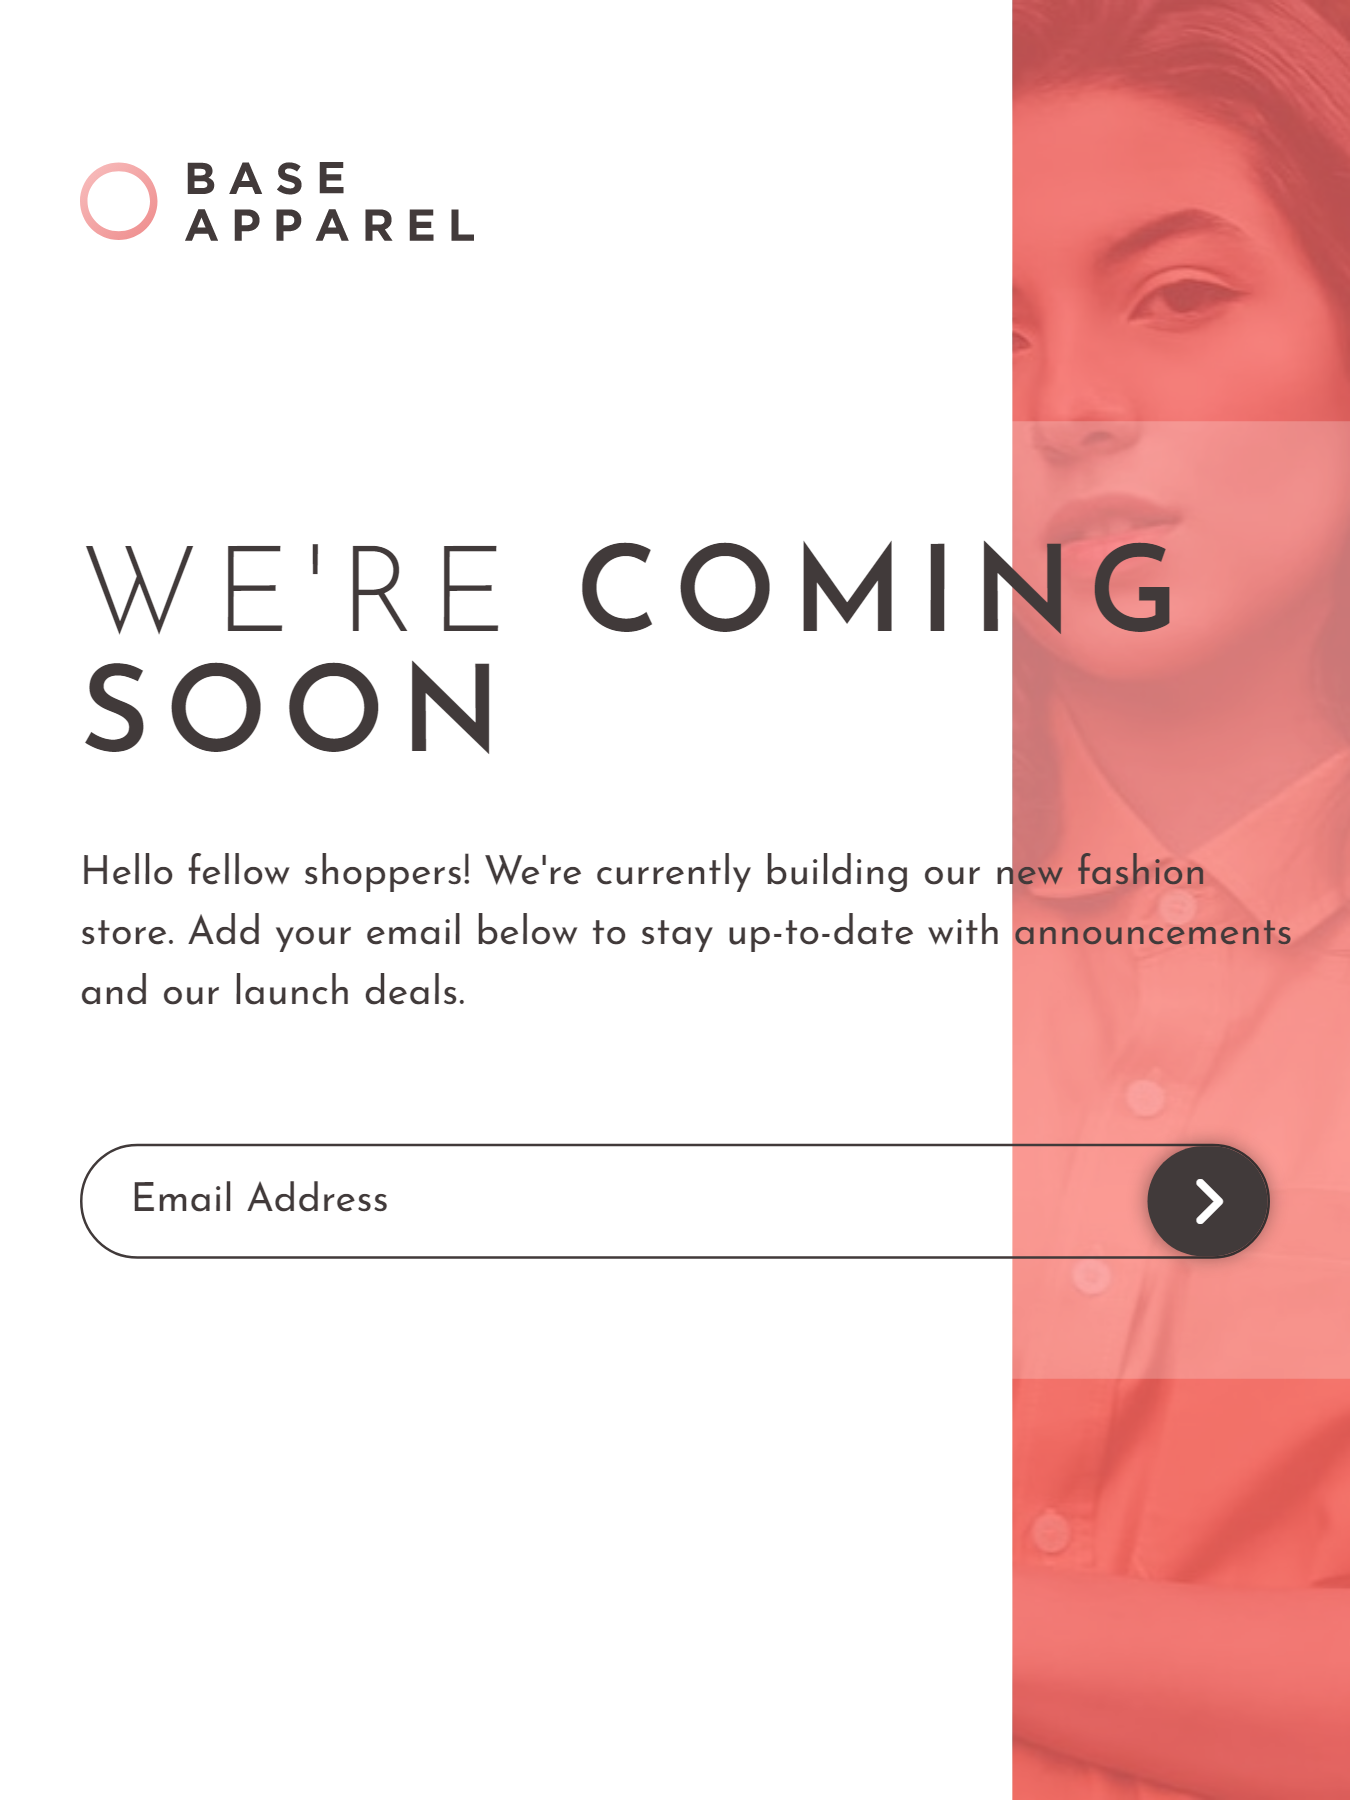 BASE
APPAREL
WE'RE COMING
SOON
Hello fellow shoppers! We're currently building our new fashion
store. Add your email below to stay up-to-date with announcements
and our launch deals.
Email Address